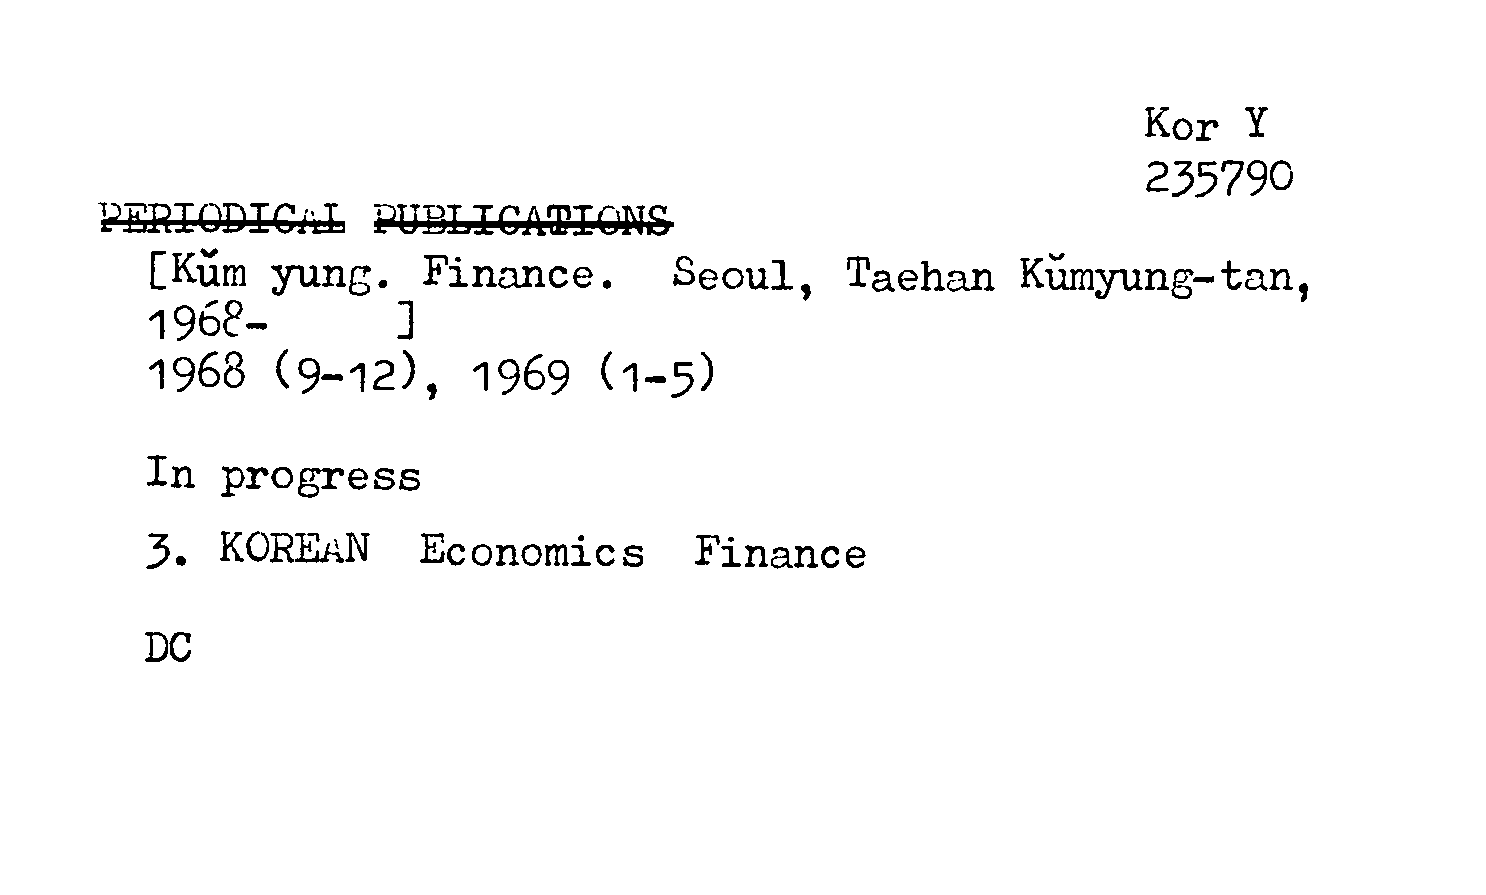 Kor Y
235790
PERIODICAL PUBLICATIONS
[Kŭm yung. Finance. Seoul, Taehan Kŭmyung-tan,
1968- ]
1968 (9-12), 1969 (1-5)
In progress
3. KOREAN Economics Finance
DC